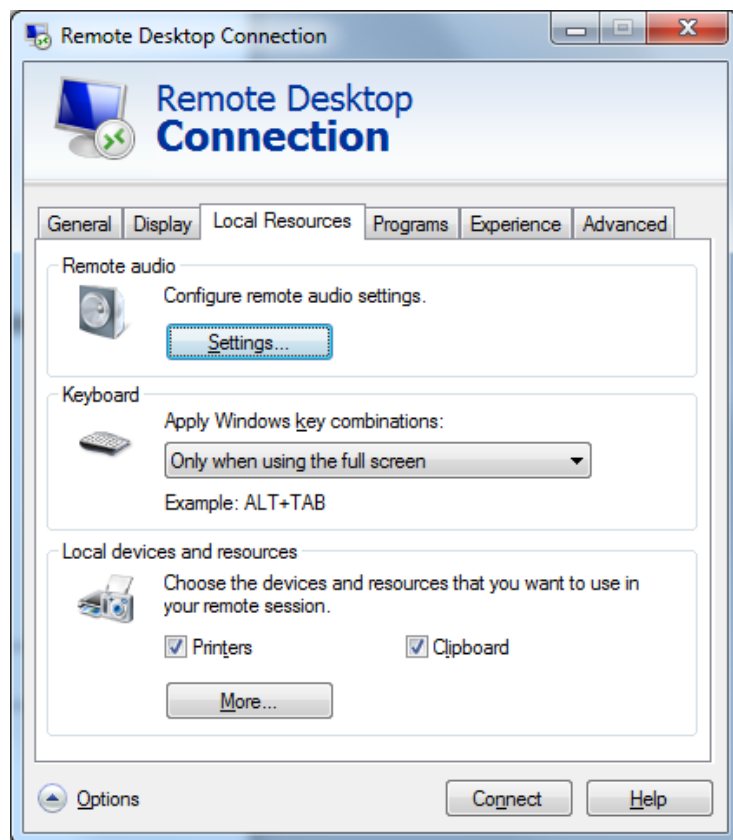 Remote Desktop Connection
Remote Desktop
Connection
General Display Local Resources Programs Experience Advanced
Remote audio
Configure remote audio settings.
Settings...
Keyboard
Apply Windows key combinations:
Only when using the full screen
Example: ALT+TAB
Local devices and resources
Choose the devices and resources that you want to use in
your remote session.
Printers Clipboard
More...
Options Connect Help